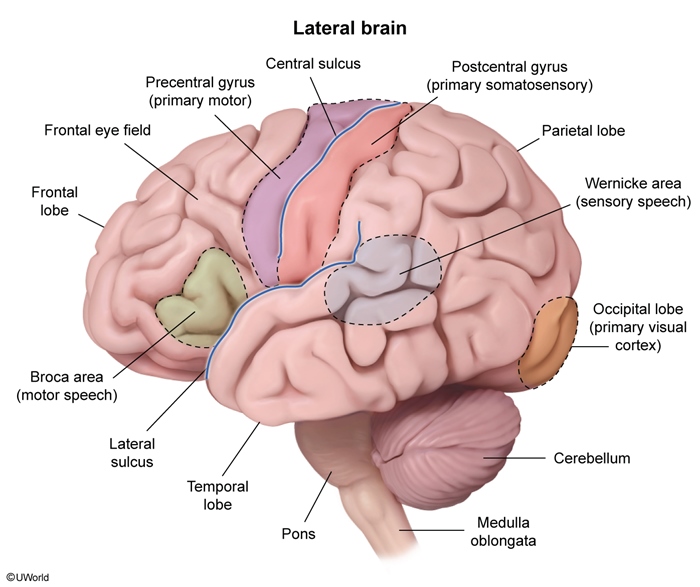 Lateral brain
Central sulcus
Precentral gyrus
(primary motor)
Postcentral gyrus
(primary somatosensory)
Frontal eye field
Parietal lobe
Frontal
lobe
Wernicke area
(sensory speech)
Occipital lobe
(primary visual
cortex)
Broca area
(motor speech)
Lateral
sulcus
Temporal
lobe
Cerebellum
Pons
Medulla
oblongata
©UWorld